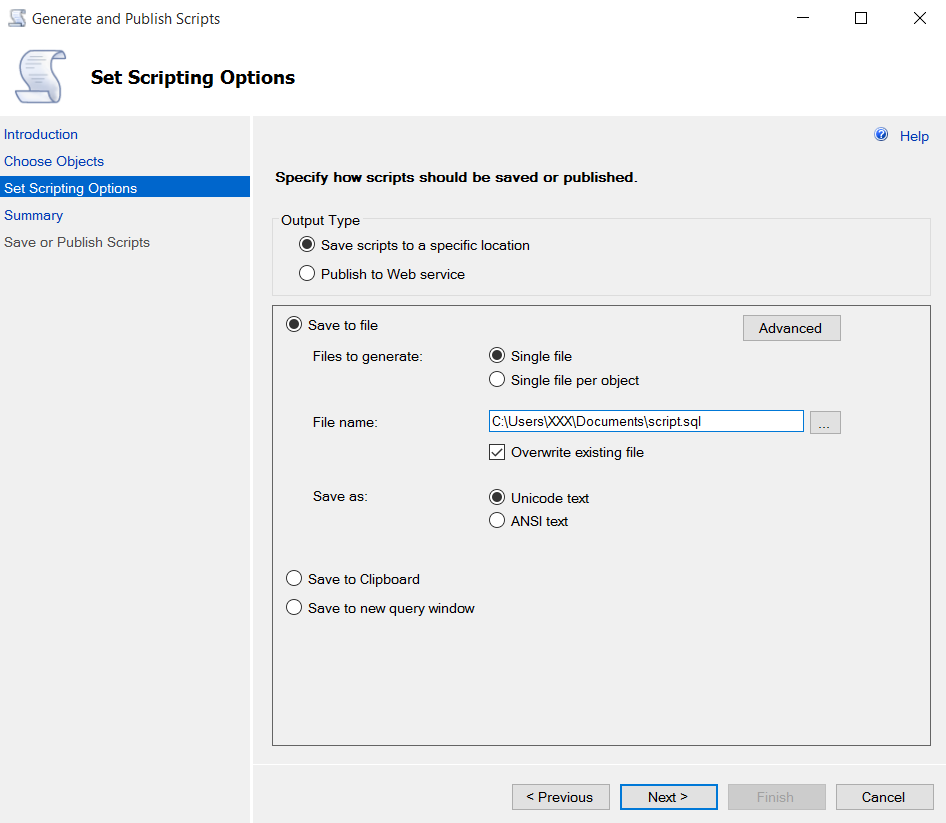 Generate and Publish Scripts
Set Scripting Options
Introduction
Choose Objects
Set Scripting Options
Summary
Save or Publish Scripts
Help
Specify how scripts should be saved or published.
Output Type
Save scripts to a specific location
Publish to Web service
Save to file
Advanced
Files to generate:
Single file
Single file per object
File name:
C:\Users\XXX\Documents\script.sql
...
Overwrite existing file
Save as:
Unicode text
ANSI text
Save to Clipboard
Save to new query window
< Previous
Next >
Finish
Cancel